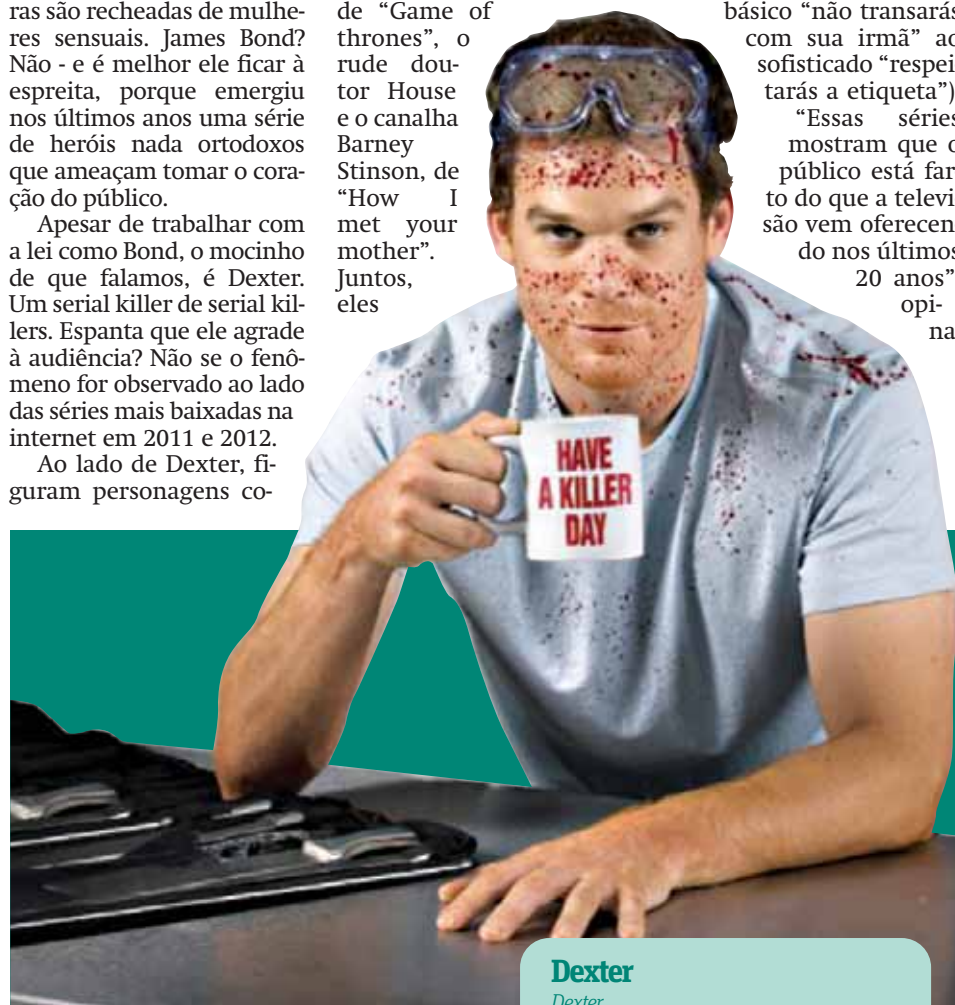 ras são recheadas de mulhe-
res sensuais. James Bond?
Não - e é melhor ele ficar à
espreita, porque emergiu
nos últimos anos uma série
de heróis nada ortodoxos
que ameaçam tomar o cora-
ção do público.
Apesar de trabalhar com
a lei como Bond, o mocinho
de que falamos, é Dexter.
Um serial killer de serial kil-
lers. Espanta que ele agrade
à audiência? Não se o fenô-
meno for observado ao lado
das séries mais baixadas na
internet em 2011 e 2012.
Ao lado de Dexter, fi-
guram personagens co-
de “Game of
thrones”, o
rude dou-
tor House
e o canalha
Barney
Stinson, de
“How I
met your
mother”.
Juntos,
eles
básico “não transarás
com sua irmã” ao
sofisticado “respei
tarás a etiqueta”)
“Essas séries
mostram que o
público está far
to do que a televi
são vem oferecen
do nos últimos
20 anos”
opi-
na
HAVE
A KILLER
DAY
Dexter
Dexter